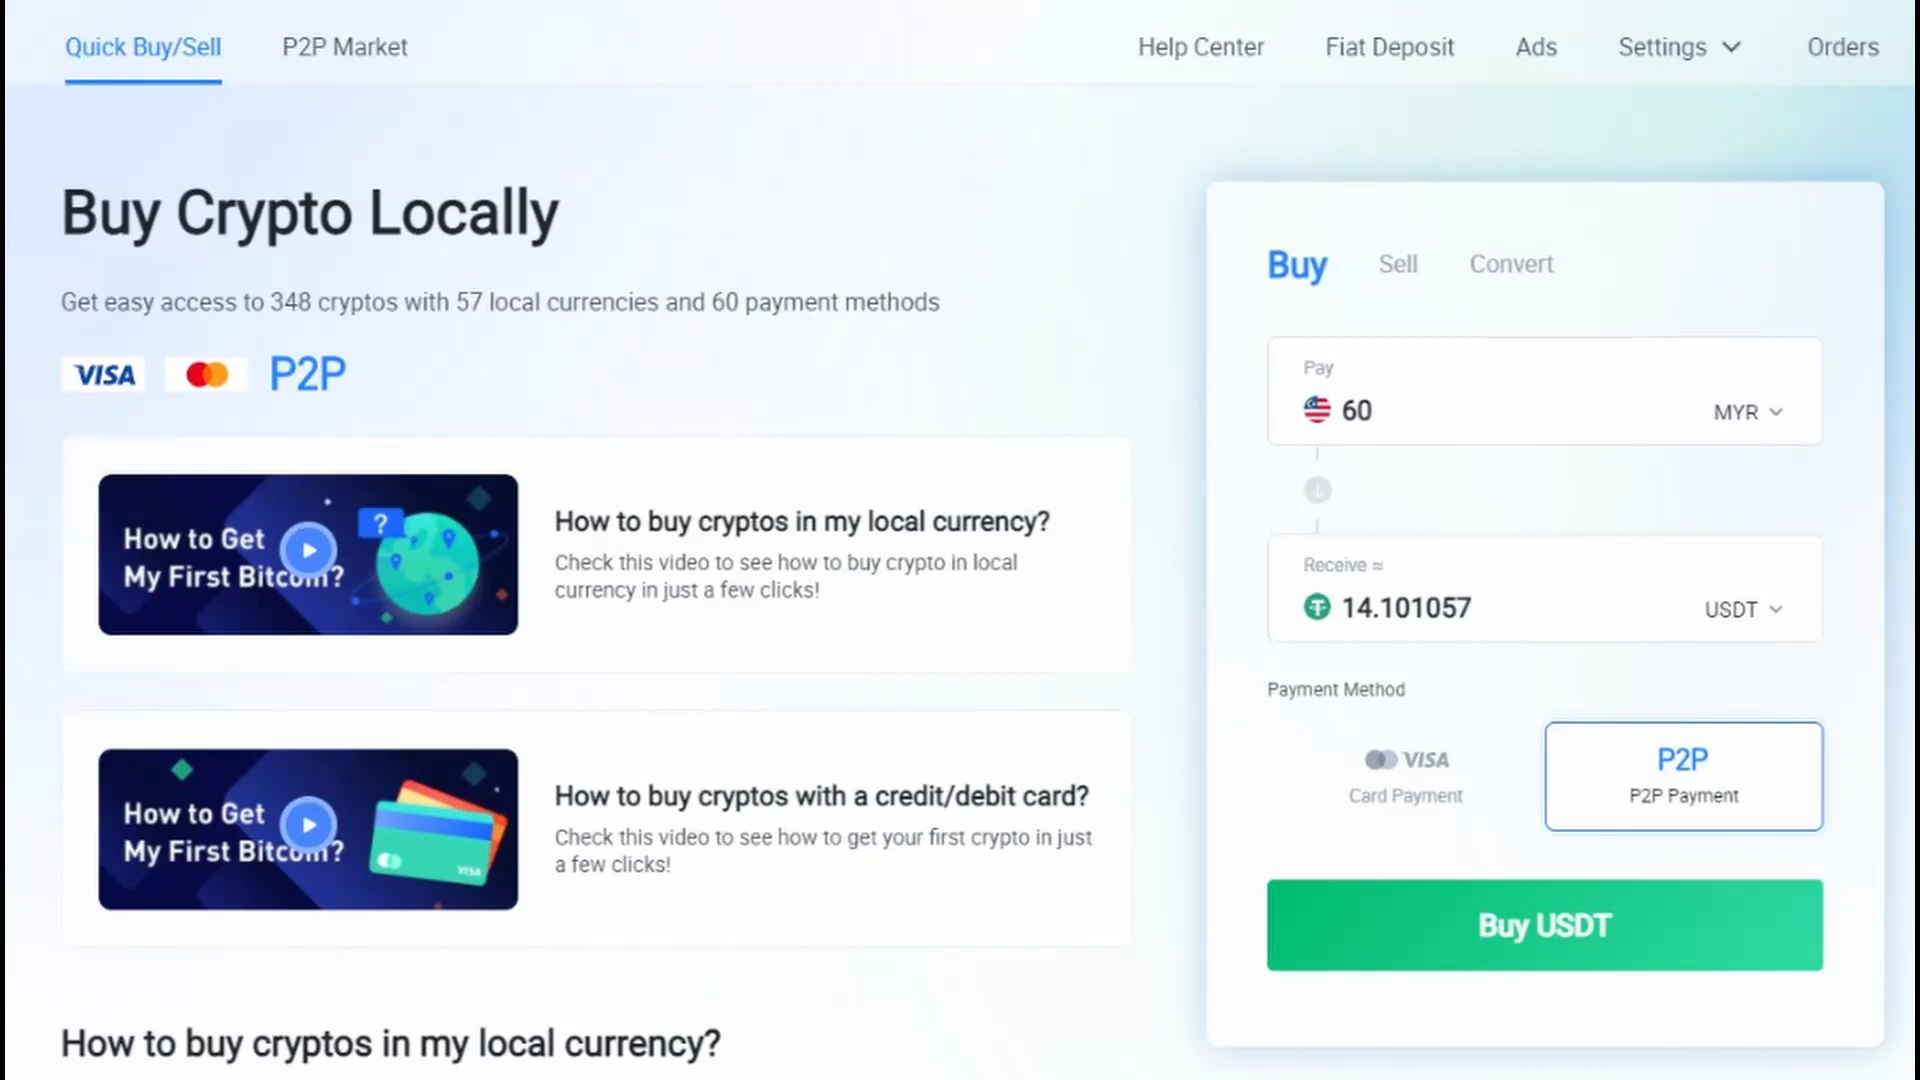 Quick Buy/Sell
P2P Market
Help Center
Fiat Deposit
Ads
Settings
Orders
Buy Crypto Locally
Get easy access to 348 cryptos with 57 local currencies and 60 payment methods
VISA
P2P
?
How to Get
My First Bitcoin?
How to buy cryptos in my local currency?
Check this video to see how to buy crypto in local
currency in just a few clicks!
How to Get
My First Bitcoin?
VISA
How to buy cryptos with a credit/debit card?
Check this video to see how to get your first crypto in just
a few clicks!
How to buy cryptos in my local currency?
Buy
Sell
Convert
Pay
60
MYR
Receive ≈
14.101057
USDT
Payment Method
VISA
Card Payment
P2P
P2P Payment
Buy USDT